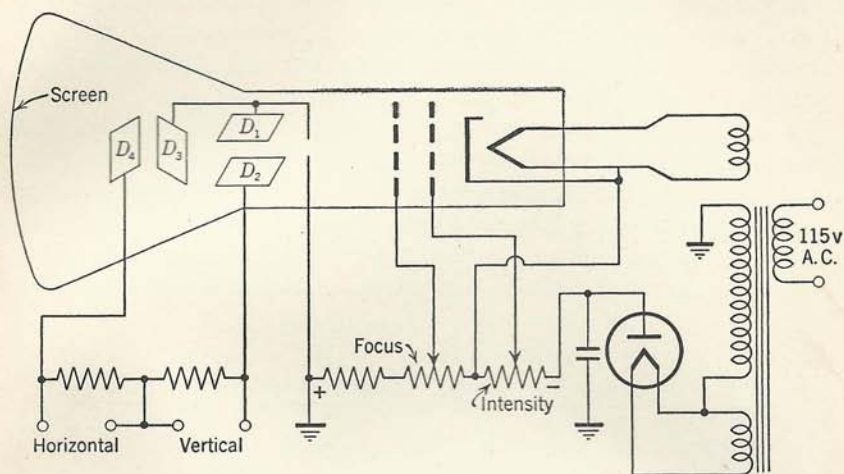 Screen
D₁
D₄
D₃
D₂
115v
A.C.
Focus
+
−
Intensity
Horizontal
Vertical